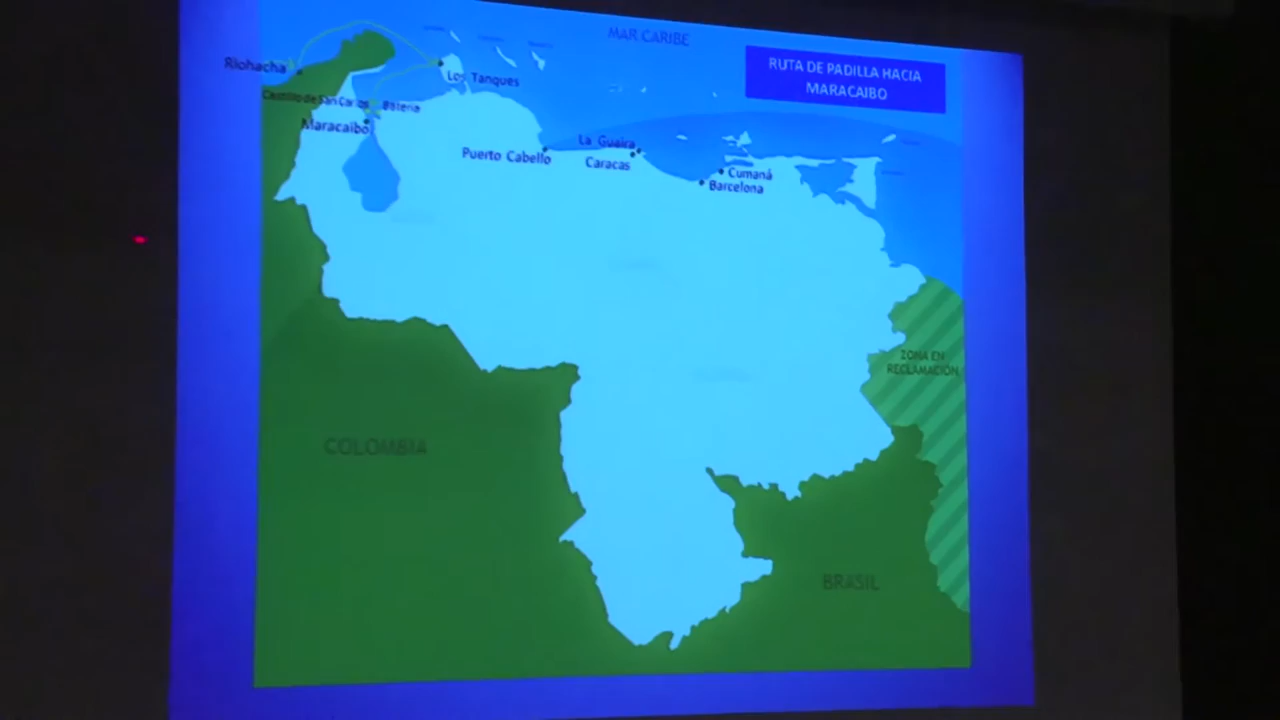 MAR CARIBE
RUTA DE PADILLA HACIA
MARACAIBO
Riohacha
Los Tanques
Castillo de San Carlos
Bateria
Maracaibo
La Guaira
Puerto Cabello
Caracas
Cumaná
Barcelona
ZONA EN
RECLAMACIÓN
COLOMBIA
BRASIL